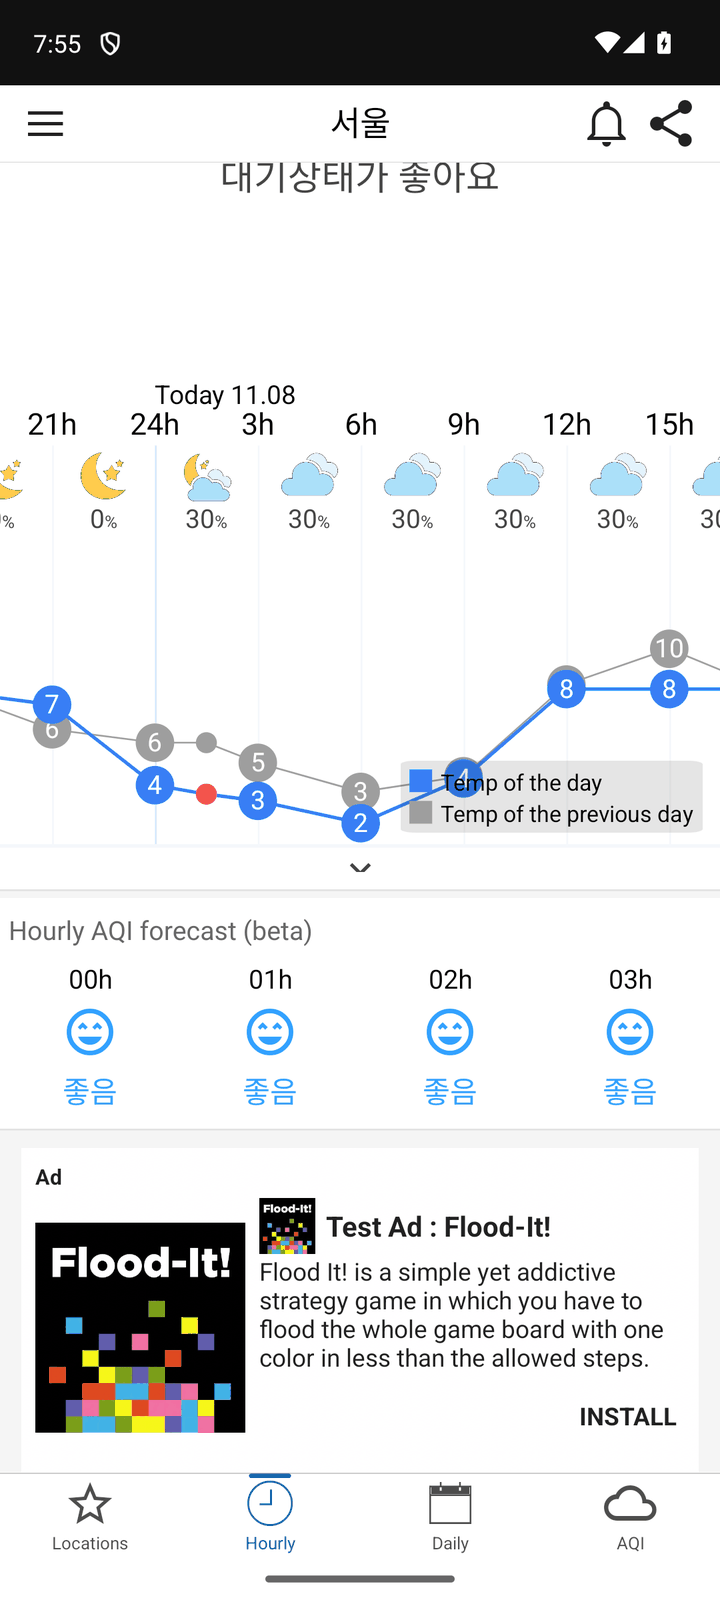 7:55
서울
대기상태가 좋아요
Today 11.08
21h 24h 3h 6h 9h 12h 15h
% 0% 30% 30% 30% 30% 30% 30
10
7 8 8
6 6
4 5 4
3 3
2
Temp of the day
Temp of the previous day
Hourly AQI forecast (beta)
00h 01h 02h 03h
좋음 좋음 좋음 좋음
Ad
Flood-It!
Flood-It!
Test Ad : Flood-It!
Flood It! is a simple yet addictive
strategy game in which you have to
flood the whole game board with one
color in less than the allowed steps.
INSTALL
Locations Hourly Daily AQI